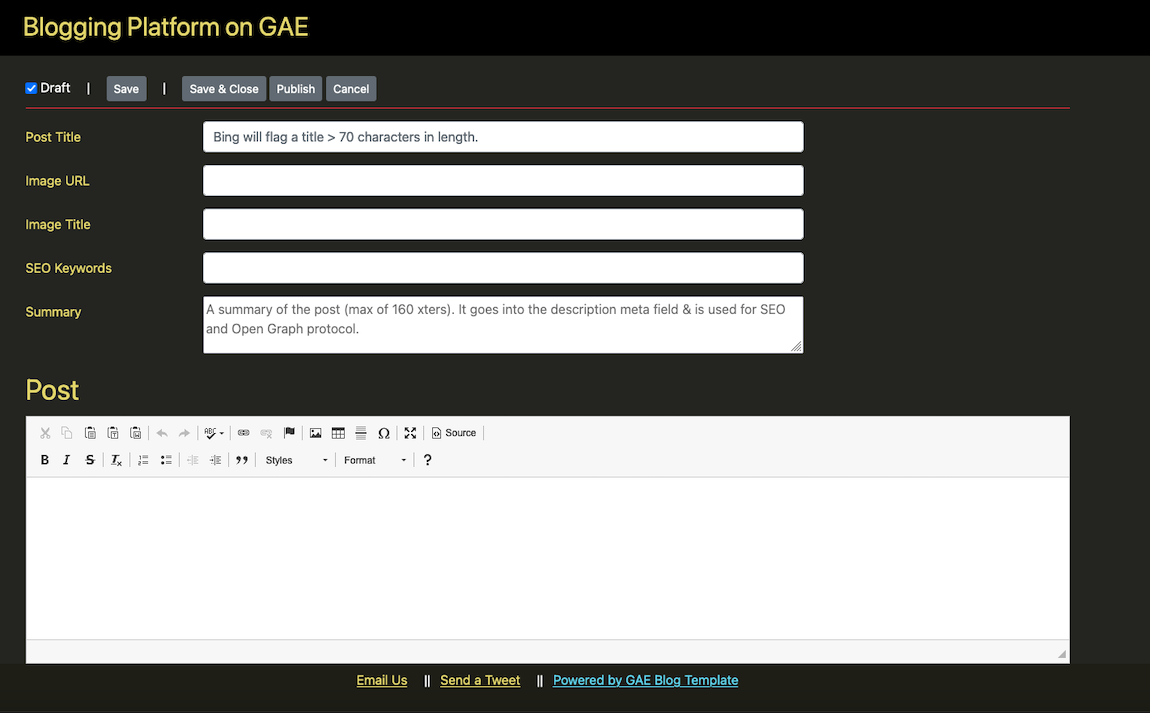 Blogging Platform on GAE
Draft | Save | Save & Close Publish Cancel
Post Title Bing will flag a title > 70 characters in length.
Image URL
Image Title
SEO Keywords
Summary A summary of the post (max of 160 xters). It goes into the description meta field & is used for SEO
and Open Graph protocol.
Post
ABC Ω Source
B I S Ix Styles Format ?
Email Us || Send a Tweet || Powered by GAE Blog Template